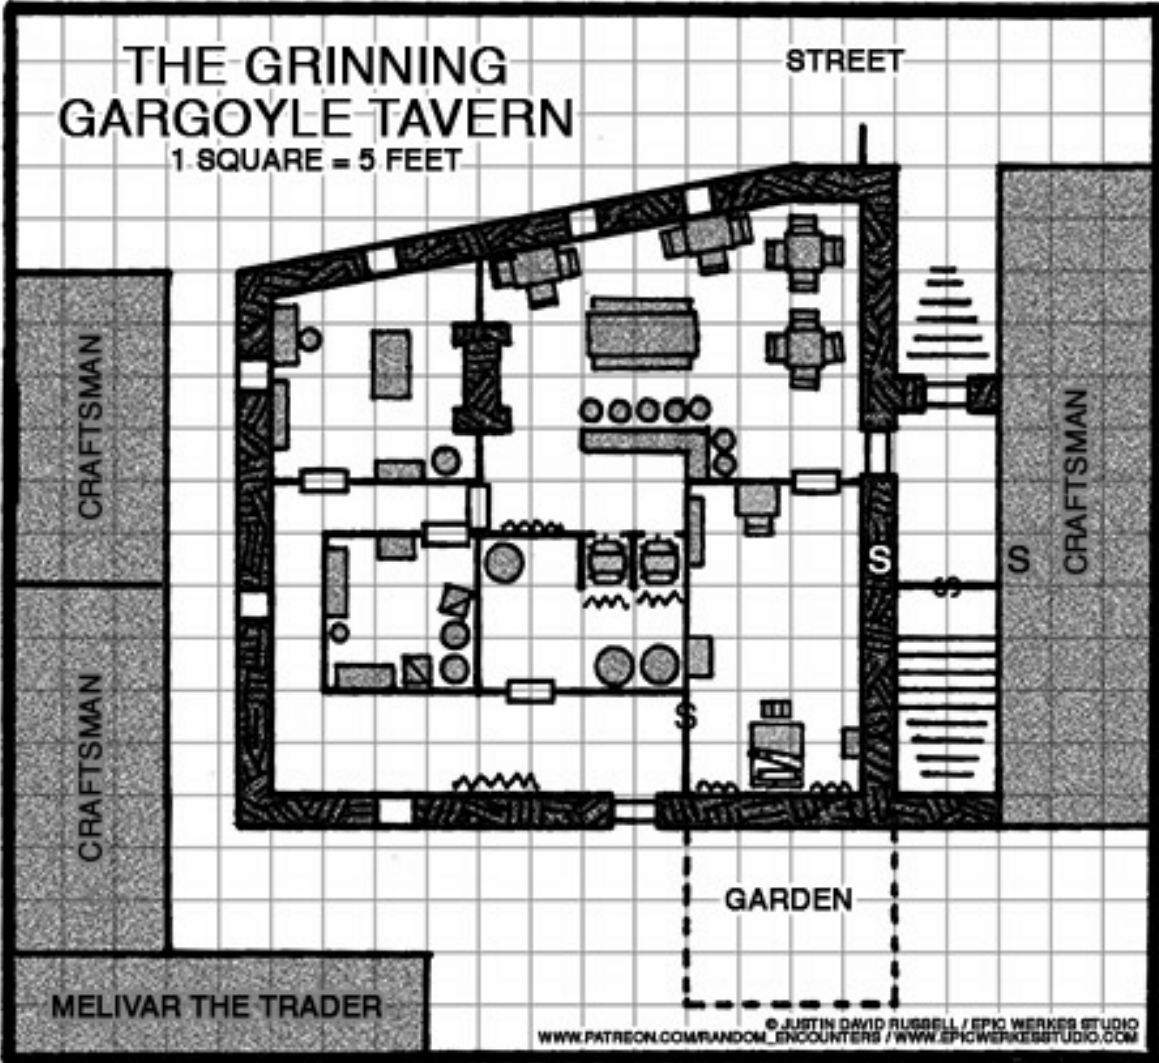 THE GRINNING
GARGOYLE TAVERN
1 SQUARE = 5 FEET
STREET
CRAFTSMAN
CRAFTSMAN
CRAFTSMAN
S
S
S
S
GARDEN
MELIVAR THE TRADER
© JUSTIN DAVID RUSSELL / EPIC WERKES STUDIO
WWW.PATREON.COM/RANDOM_ENCOUNTERS / WWW.EPICWERKESSTUDIO.COM